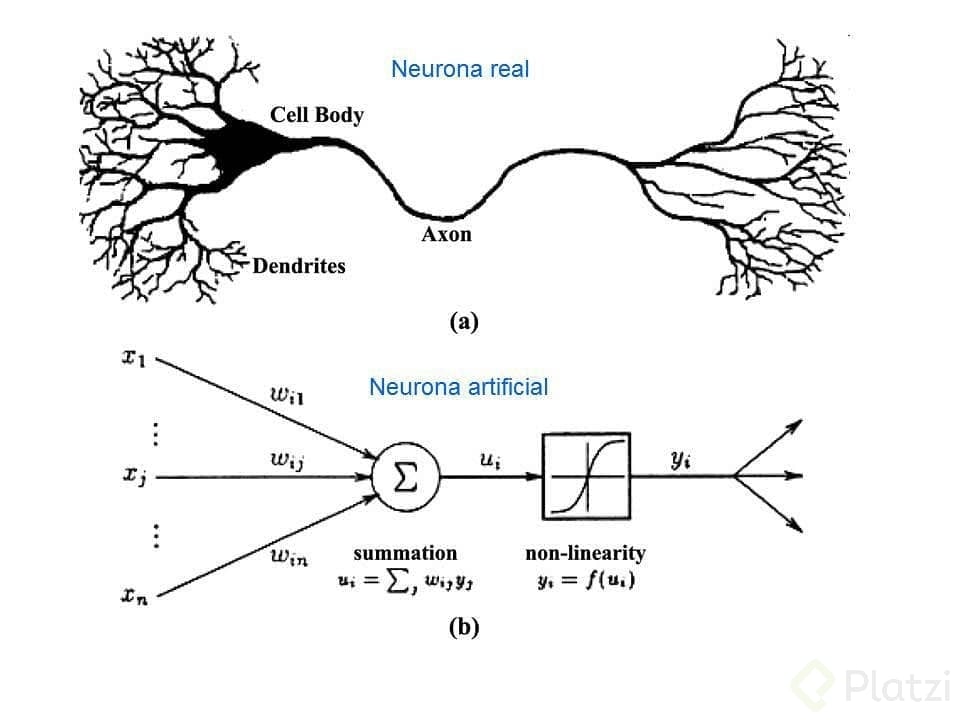 Neurona real
Cell Body
Axon
Dendrites
(a)
x1
wi1
Neurona artificial
⋮
xj
wij
Σ
ui
yi
⋮
xn
win
summation
ui = Σj wijyj
non-linearity
yi = f(ui)
(b)
Platzi